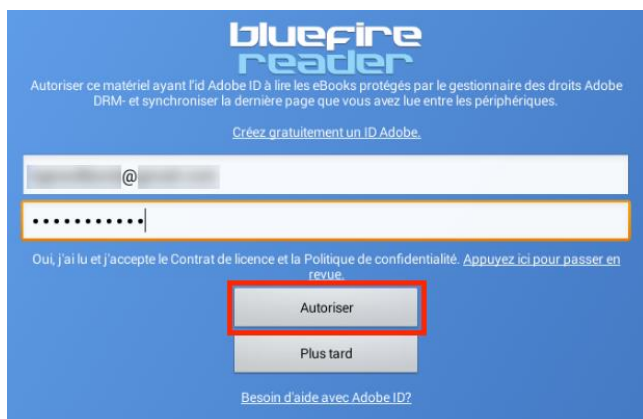 bluefire
reader
Autoriser ce matériel ayant l'id Adobe ID à lire les eBooks protégés par le gestionnaire des droits Adobe
DRM- et synchroniser la dernière page que vous avez lue entre les périphériques.
Créez gratuitement un ID Adobe.
@
•••••••••••
Oui, j'ai lu et j'accepte le Contrat de licence et la Politique de confidentialité. Appuyez ici pour passer en
revue.
Autoriser
Plus tard
Besoin d'aide avec Adobe ID?